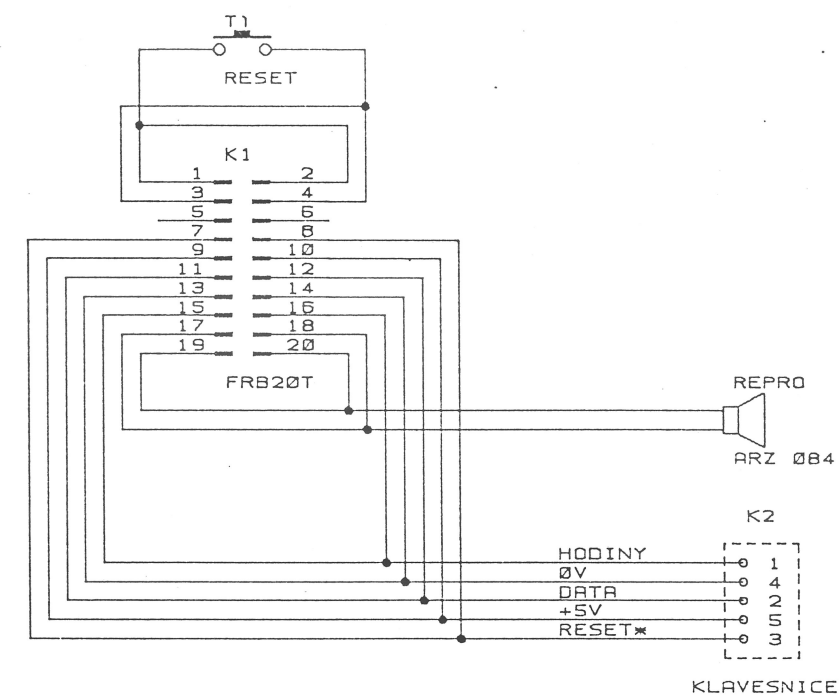 T1
RESET
K1
1 2
3 4
5 6
7 8
9 10
11 12
13 14
15 16
17 18
19 20
FRB20T
REPRO
ARZ 084
K2
HODINY 1
0V 4
DATA 2
+5V 5
RESET* 3
KLAVESNICE